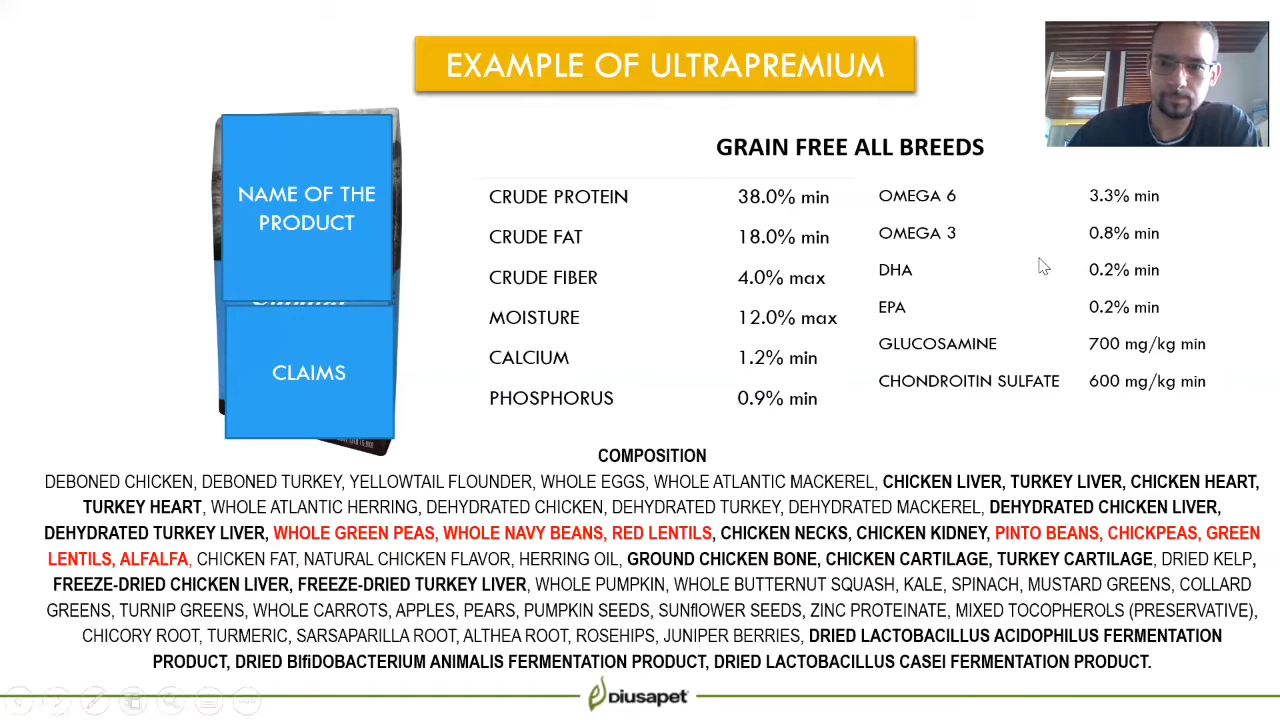 EXAMPLE OF ULTRAPREMIUM
NAME OF THE
PRODUCT
CLAIMS
GRAIN FREE ALL BREEDS
CRUDE PROTEIN 38.0% min
CRUDE FAT 18.0% min
CRUDE FIBER 4.0% max
MOISTURE 12.0% max
CALCIUM 1.2% min
PHOSPHORUS 0.9% min
OMEGA 6 3.3% min
OMEGA 3 0.8% min
DHA 0.2% min
EPA 0.2% min
GLUCOSAMINE 700 mg/kg min
CHONDROITIN SULFATE 600 mg/kg min
COMPOSITION
DEBONED CHICKEN, DEBONED TURKEY, YELLOWTAIL FLOUNDER, WHOLE EGGS, WHOLE ATLANTIC MACKEREL, CHICKEN LIVER, TURKEY LIVER, CHICKEN HEART,
TURKEY HEART, WHOLE ATLANTIC HERRING, DEHYDRATED CHICKEN, DEHYDRATED TURKEY, DEHYDRATED MACKEREL, DEHYDRATED CHICKEN LIVER,
DEHYDRATED TURKEY LIVER, WHOLE GREEN PEAS, WHOLE NAVY BEANS, RED LENTILS, CHICKEN NECKS, CHICKEN KIDNEY, PINTO BEANS, CHICKPEAS, GREEN
LENTILS, ALFALFA, CHICKEN FAT, NATURAL CHICKEN FLAVOR, HERRING OIL, GROUND CHICKEN BONE, CHICKEN CARTILAGE, TURKEY CARTILAGE, DRIED KELP,
FREEZE-DRIED CHICKEN LIVER, FREEZE-DRIED TURKEY LIVER, WHOLE PUMPKIN, WHOLE BUTTERNUT SQUASH, KALE, SPINACH, MUSTARD GREENS, COLLARD
GREENS, TURNIP GREENS, WHOLE CARROTS, APPLES, PEARS, PUMPKIN SEEDS, SUNflOWER SEEDS, ZINC PROTEINATE, MIXED TOCOPHEROLS (PRESERVATIVE),
CHICORY ROOT, TURMERIC, SARSAPARILLA ROOT, ALTHEA ROOT, ROSEHIPS, JUNIPER BERRIES, DRIED LACTOBACILLUS ACIDOPHILUS FERMENTATION
PRODUCT, DRIED BIfiDOBACTERIUM ANIMALIS FERMENTATION PRODUCT, DRIED LACTOBACILLUS CASEI FERMENTATION PRODUCT.
DIUSAPET